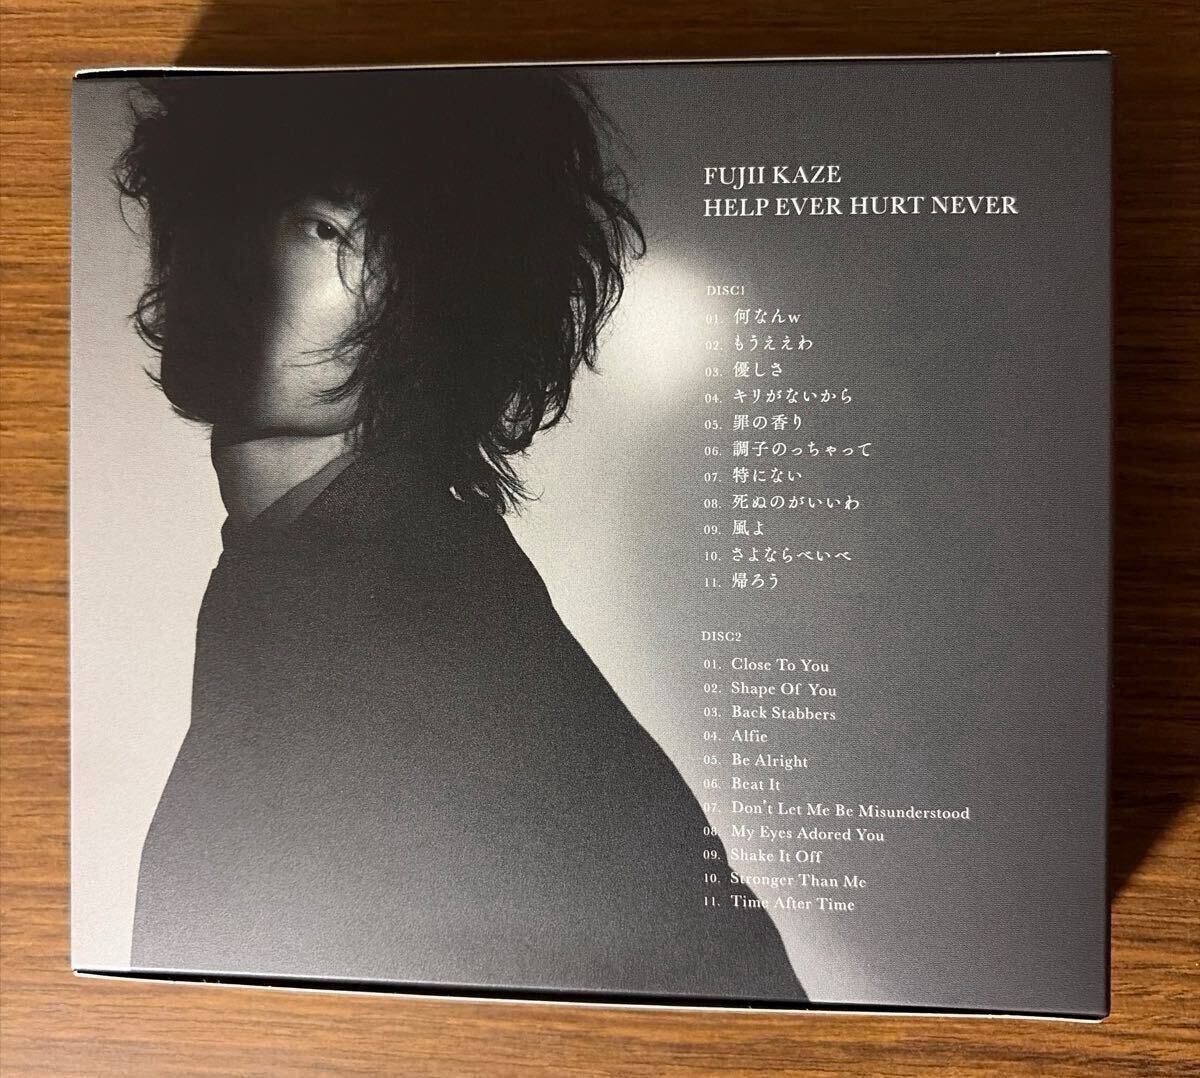 FUJII KAZE
HELP EVER HURT NEVER
DISC1
01. 何なんw
02. もうええわ
03. 優しさ
04. キリがないから
05. 罪の香り
06. 調子のっちゃって
07. 特にない
08. 死ぬのがいいわ
09. 風よ
10. さよならべいべ
11. 帰ろう
DISC2
01. Close To You
02. Shape Of You
03. Back Stabbers
04. Alfie
05. Be Alright
06. Beat It
07. Don't Let Me Be Misunderstood
08. My Eyes Adored You
09. Shake It Off
10. Stronger Than Me
11. Time After Time